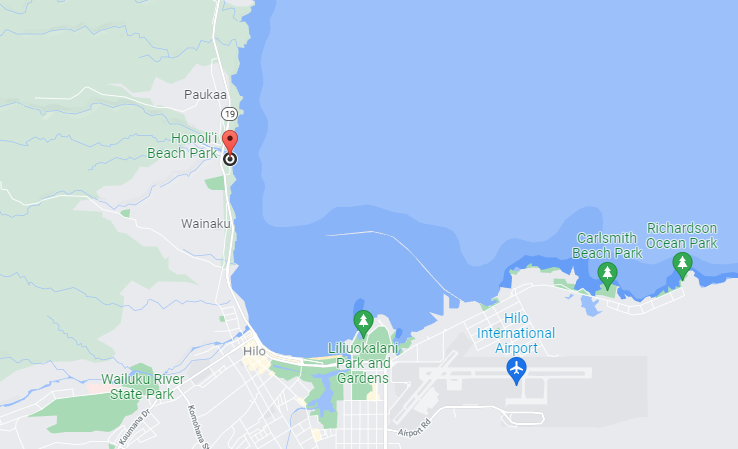 Paukaa
19
Honoli'i
Beach Park
Wainaku
Richardson
Ocean Park
Carlsmith
Beach Park
Hilo
International
Airport
Hilo
Liliuokalani
Park and
Gardens
Wailuku River
State Park
Kaumana Dr
Komohana St
Airport Rd